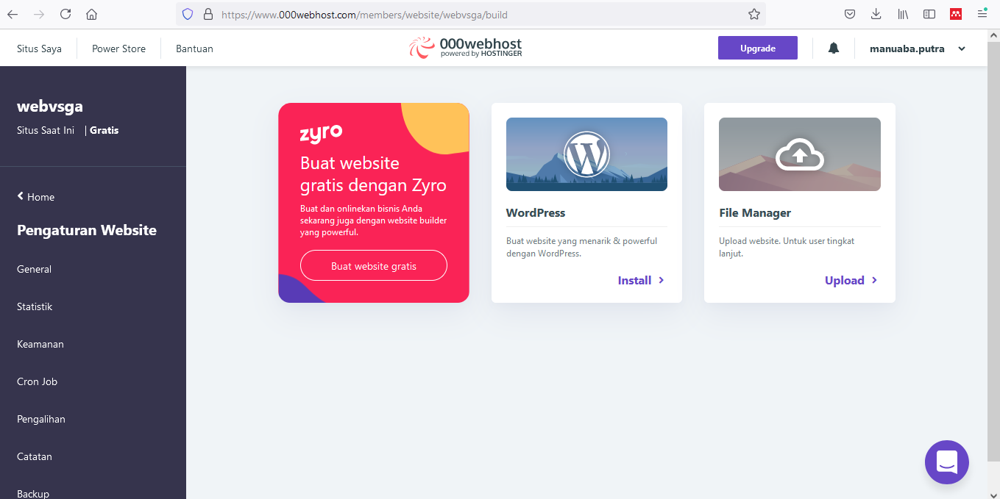 https://www.000webhost.com/members/website/webvsga/build
Situs Saya
Power Store
Bantuan
000webhost
powered by HOSTINGER
Upgrade
manuaba.putra
webvsga
Situs Saat Ini | Gratis
Home
Pengaturan Website
General
Statistik
Keamanan
Cron Job
Pengalihan
Catatan
Backup
zyro
Buat website
gratis dengan Zyro
Buat dan onlinekan bisnis Anda
sekarang juga dengan website builder
yang powerful.
Buat website gratis
WordPress
Buat website yang menarik & powerful
dengan WordPress.
Install
File Manager
Upload website. Untuk user tingkat
lanjut.
Upload